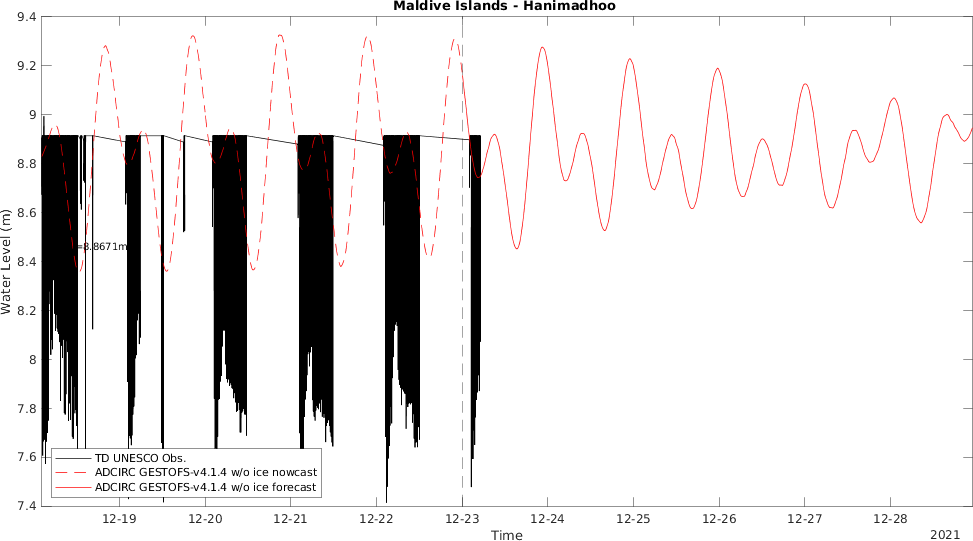 Maldive Islands - Hanimadhoo
9.4
9.2
9
8.8
8.6
8.4
8.2
8
7.8
7.6
7.4
Water Level (m)
=8.8671m
TD UNESCO Obs.
ADCIRC GESTOFS-v4.1.4 w/o ice nowcast
ADCIRC GESTOFS-v4.1.4 w/o ice forecast
12-19 12-20 12-21 12-22 12-23 12-24 12-25 12-26 12-27 12-28
Time
2021